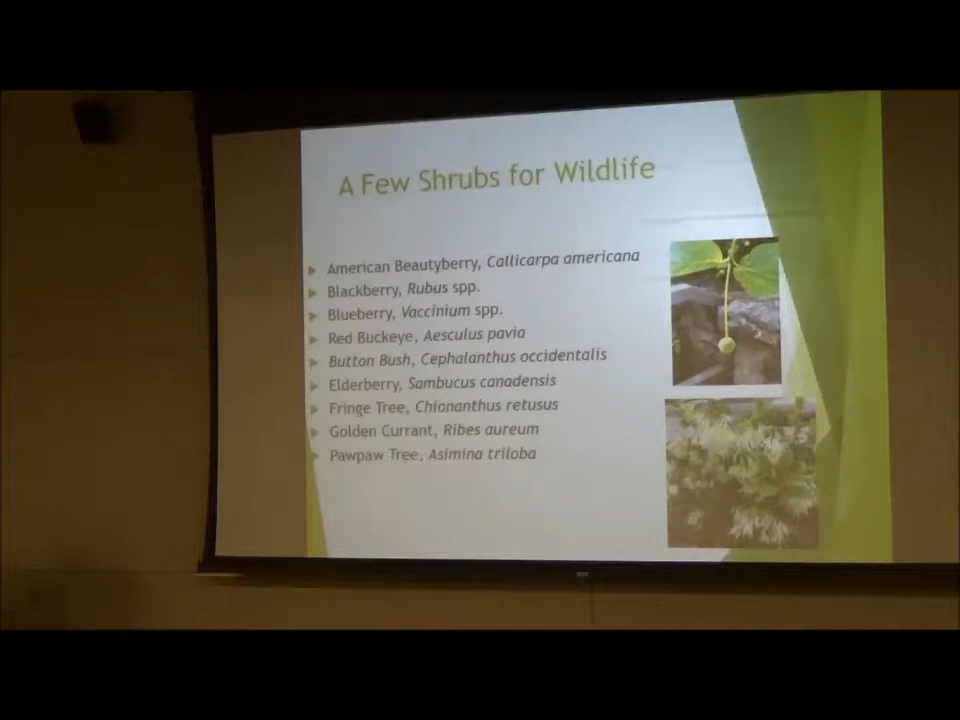 A Few Shrubs for Wildlife
American Beautyberry, Callicarpa americana
Blackberry, Rubus spp.
Blueberry, Vaccinium spp.
Red Buckeye, Aesculus pavia
Button Bush, Cephalanthus occidentalis
Elderberry, Sambucus canadensis
Fringe Tree, Chionanthus retusus
Golden Currant, Ribes aureum
Pawpaw Tree, Asimina triloba